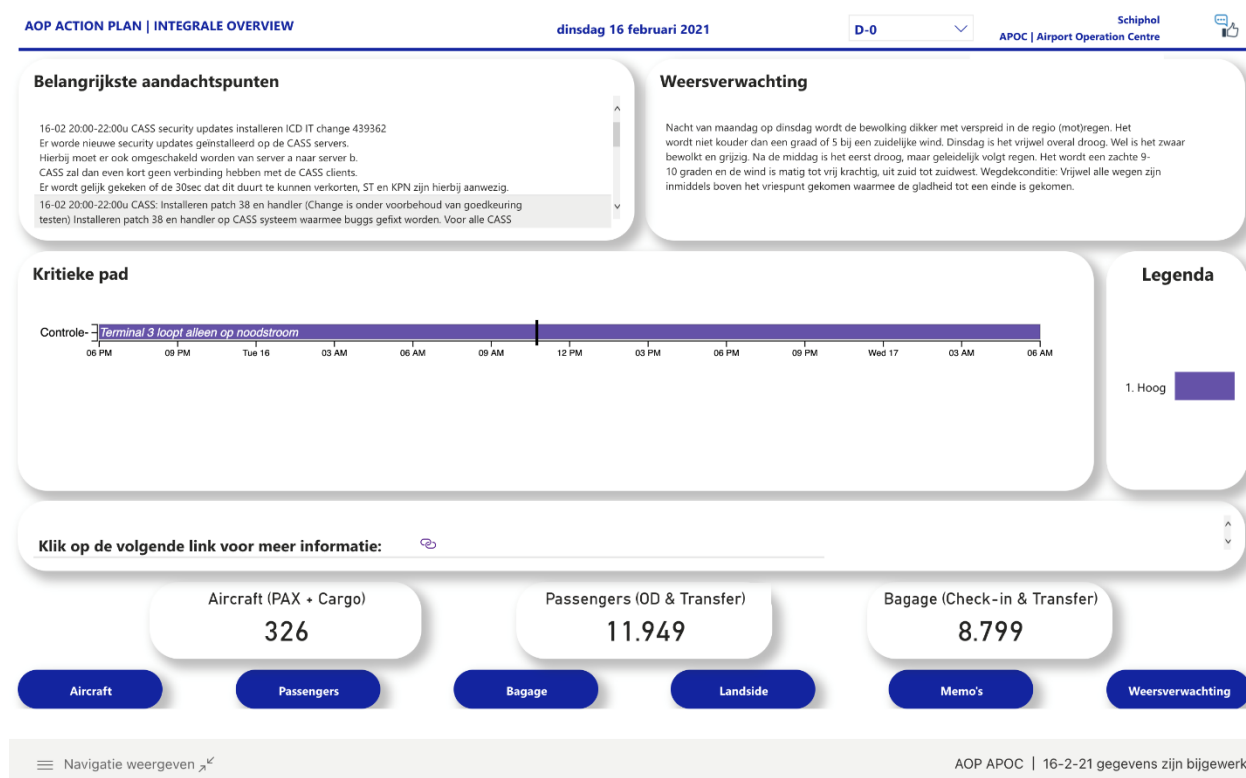 AOP ACTION PLAN | INTEGRALE OVERVIEW
dinsdag 16 februari 2021
D-0
Schiphol
APOC | Airport Operation Centre
Belangrijkste aandachtspunten
16-02 20:00-22:00u CASS security updates installeren ICD IT change 439362
Er worde nieuwe security updates geïnstalleerd op de CASS servers.
Hierbij moet er ook omgeschakeld worden van server a naar server b.
CASS zal dan even kort geen verbinding hebben met de CASS clients.
Er wordt gelijk gekeken of de 30sec dat dit duurt te kunnen verkorten, ST en KPN zijn hierbij aanwezig.
16-02 20:00-22:00u CASS: Installeren patch 38 en handler (Change is onder voorbehoud van goedkeuring
testen) Installeren patch 38 en handler op CASS systeem waarmee buggs gefixt worden. Voor alle CASS
Weersverwachting
Nacht van maandag op dinsdag wordt de bewolking dikker met verspreid in de regio (mot)regen. Het
wordt niet kouder dan een graad of 5 bij een zuidelijke wind. Dinsdag is het vrijwel overal droog. Wel is het zwaar
bewolkt en grijzig. Na de middag is het eerst droog, maar geleidelijk volgt regen. Het wordt een zachte 9-
10 graden en de wind is matig tot vrij krachtig, uit zuid tot zuidwest. Wegdekconditie: Vrijwel alle wegen zijn
inmiddels boven het vriespunt gekomen waarmee de gladheid tot een einde is gekomen.
Kritieke pad
Controle-
Terminal 3 loopt alleen op noodstroom
06 PM 09 PM Tue 16 03 AM 06 AM 09 AM 12 PM 03 PM 06 PM 09 PM Wed 17 03 AM 06 AM
Legenda
1. Hoog
Klik op de volgende link voor meer informatie:
Aircraft (PAX + Cargo)
326
Passengers (OD & Transfer)
11.949
Bagage (Check-in & Transfer)
8.799
Aircraft
Passengers
Bagage
Landside
Memo's
Weersverwachting
Navigatie weergeven
AOP APOC | 16-2-21 gegevens zijn bijgewerk